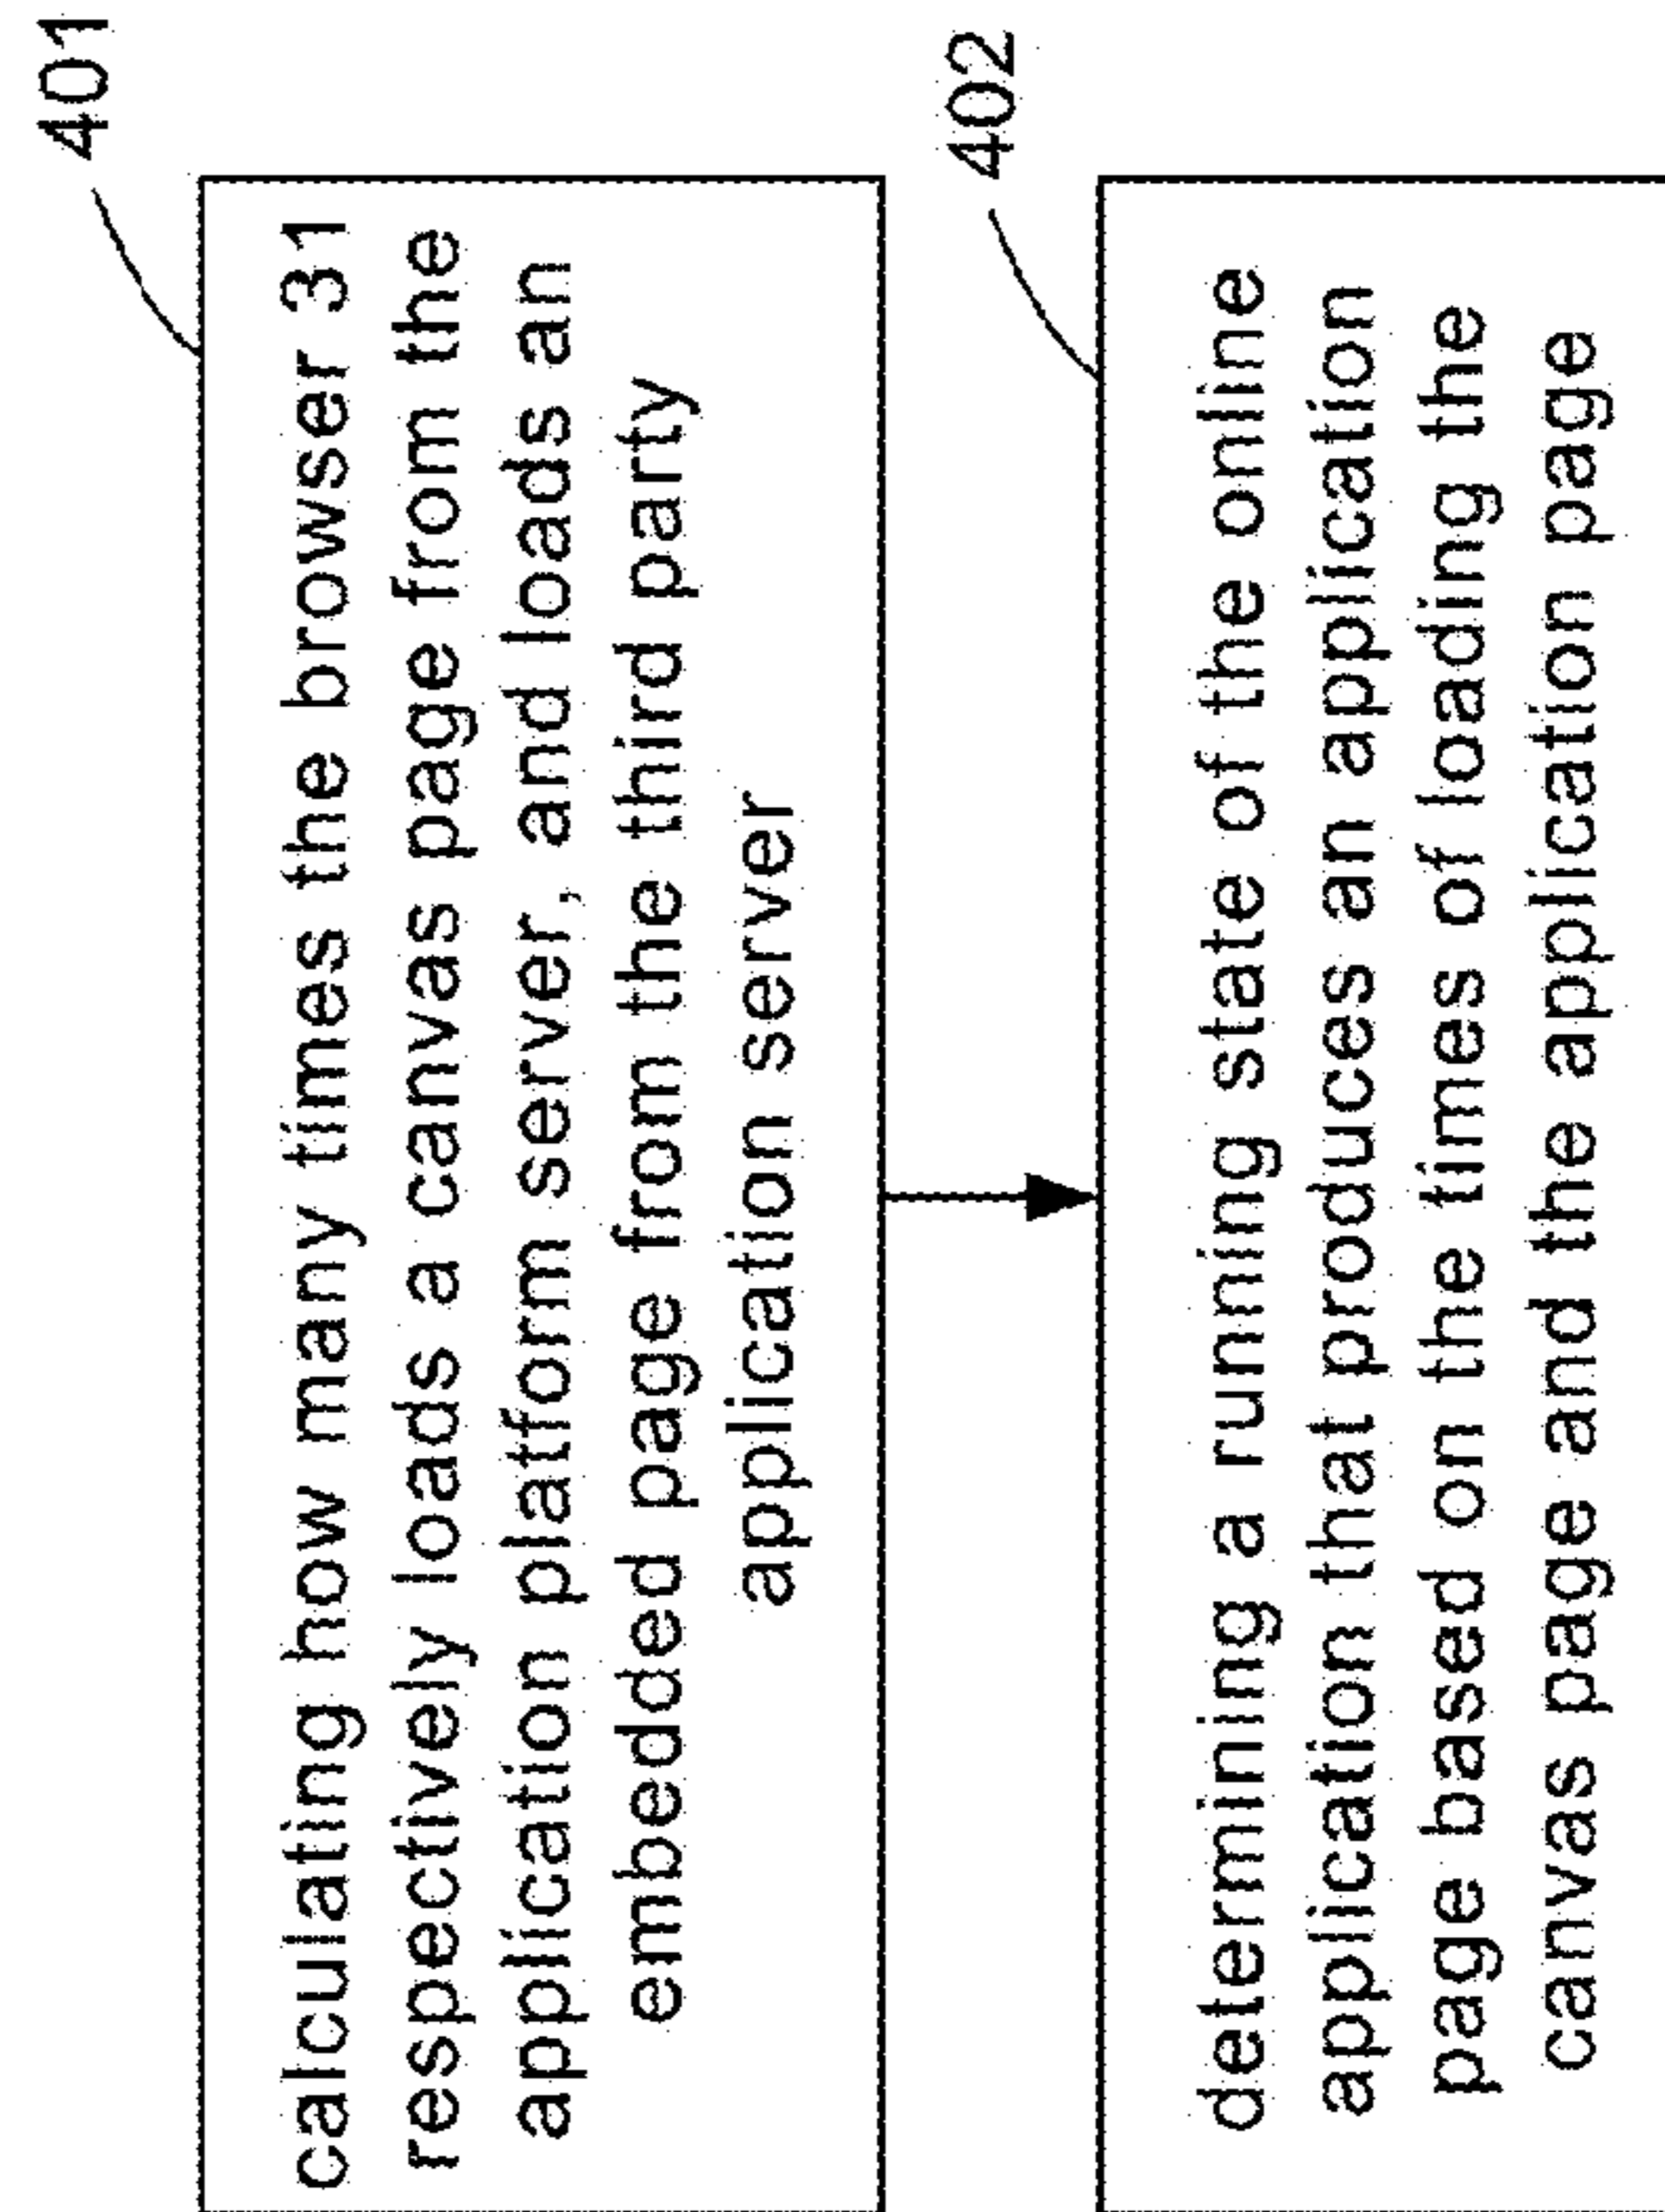 401
calculating how many times the browser 31
respectively loads a canvas page from the
application platform server, and loads an
embedded page from the third party
application server
402
determining a running state of the online
application that produces an application
page based on the times of loading the
canvas page and the application page